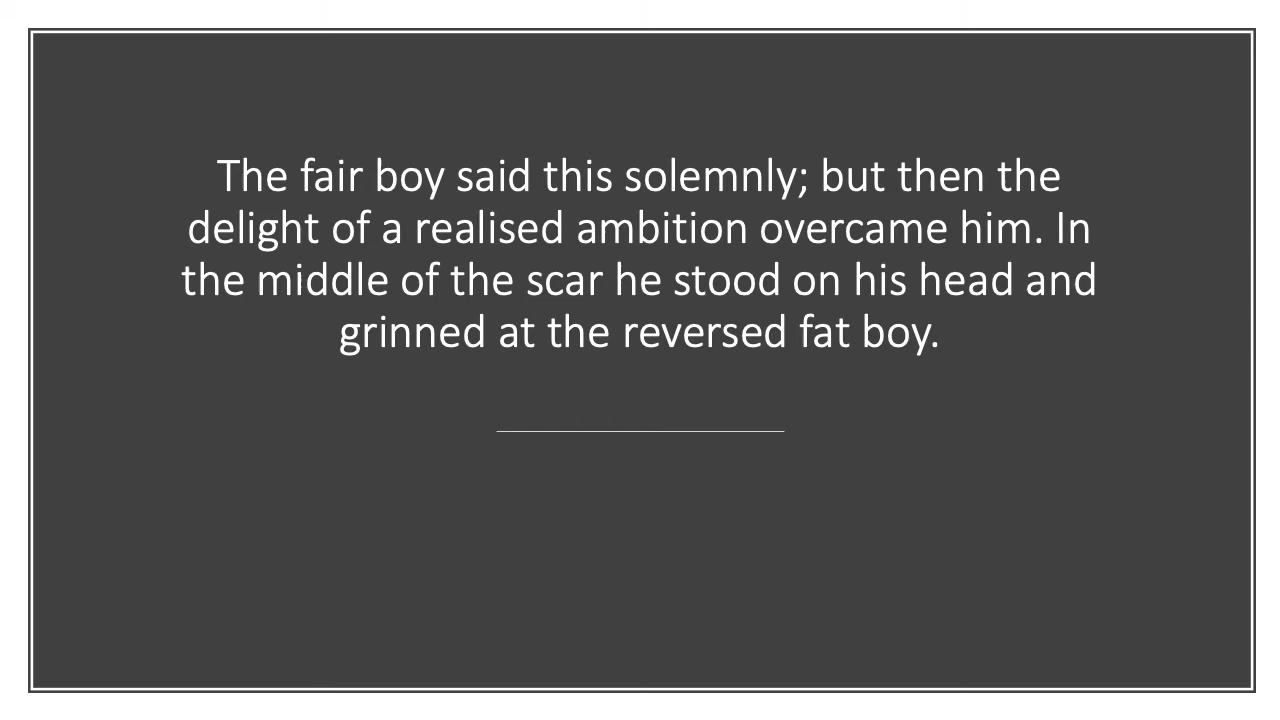 The fair boy said this solemnly; but then the
delight of a realised ambition overcame him. In
the middle of the scar he stood on his head and
grinned at the reversed fat boy.